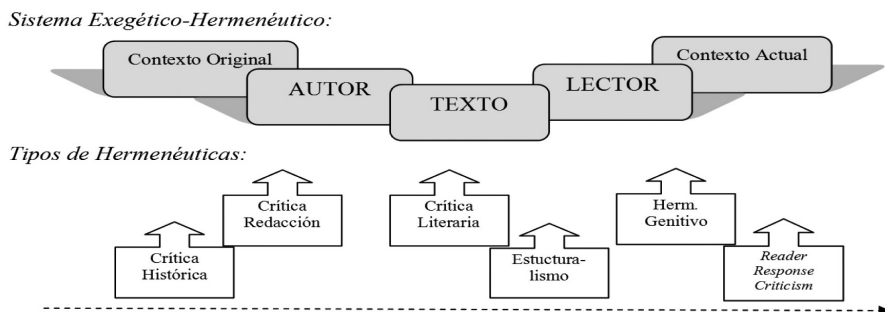 Sistema Exegético-Hermenéutico:
Contexto Original
AUTOR
TEXTO
LECTOR
Contexto Actual
Tipos de Hermenéuticas:
Crítica
Histórica
Crítica
Redacción
Crítica
Literaria
Estuctura-
lismo
Herm.
Genitivo
Reader
Response
Criticism